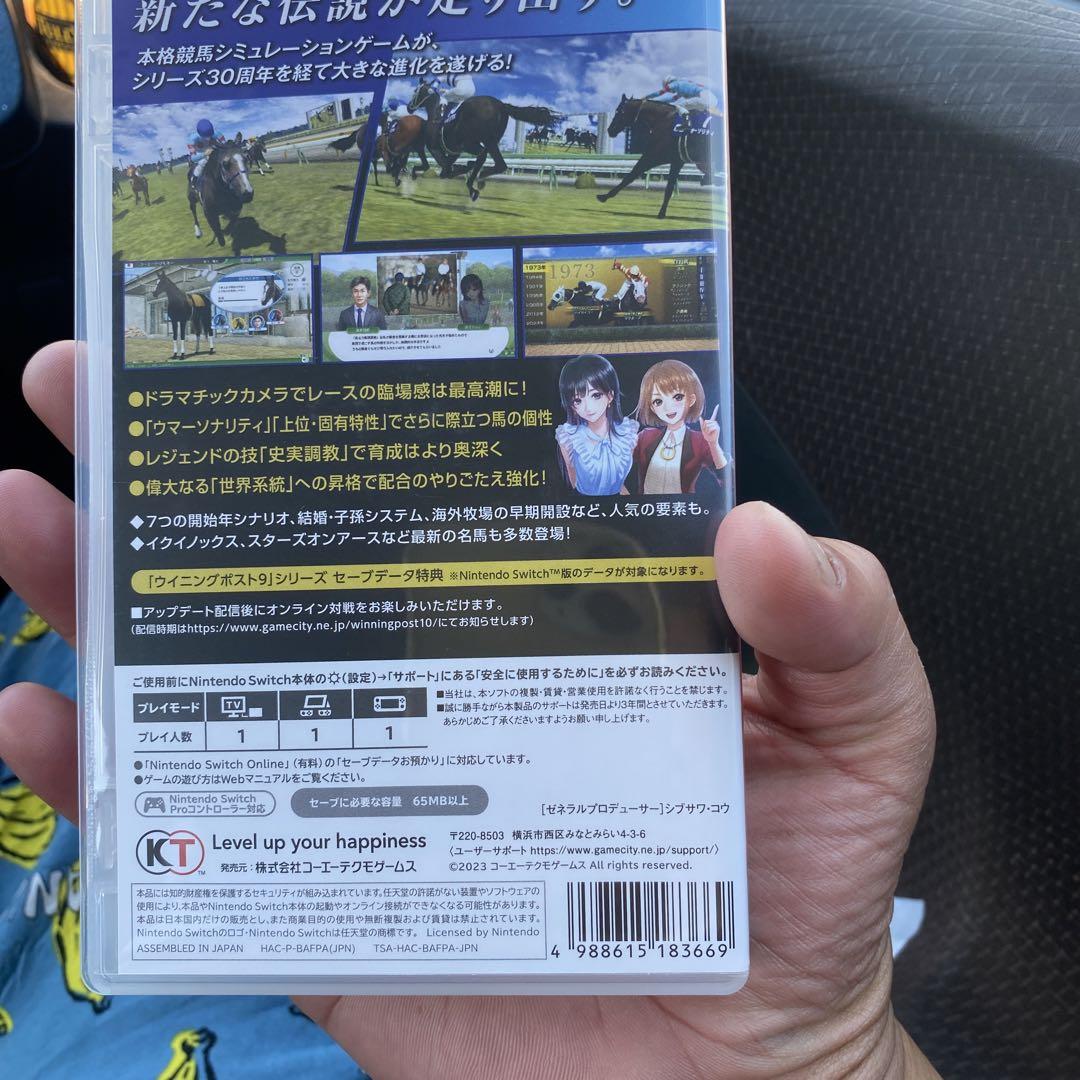 新たな伝説が走り出す。
本格競馬シミュレーションゲームが、
シリーズ30周年を経て大きな進化を遂げる!
1973年
1973
●ドラマチックカメラでレースの臨場感は最高潮に!
●「ウマーソナリティ」「上位・固有特性」でさらに際立つ馬の個性
●レジェンドの技「史実調教」で育成はより奥深く
●偉大なる「世界系統」への昇格で配合のやりごたえ強化!
◆7つの開始年シナリオ、結婚・子孫システム、海外牧場の早期開設など、人気の要素も。
◆イクイノックス、スターズオンアースなど最新の名馬も多数登場!
「ウイニングポスト9」シリーズ セーブデータ特典 ※Nintendo Switch™版のデータが対象になります。
■アップデート配信後にオンライン対戦をお楽しみいただけます。
(配信時期はhttps://www.gamecity.ne.jp/winningpost10/にてお知らせします)
ご使用前にNintendo Switch本体の(設定)→「サポート」にある「安全に使用するために」を必ずお読みください。
プレイモード TV
プレイ人数 1 1 1
■当社は、本ソフトの複製・賃貸・営業使用を許諾なく行うことを禁じます。
■誠に勝手ながら本製品のサポートは発売日より3年間とさせていただきます。
あらかじめご了承くださいますようお願い申し上げます。
●「Nintendo Switch Online」(有料)の「セーブデータお預かり」に対応しています。
●ゲームの遊び方はWebマニュアルをご覧ください。
Nintendo Switch
Proコントローラー対応
セーブに必要な容量 65MB以上
[ゼネラルプロデューサー]シブサワ・コウ
KT™ Level up your happiness
発売元:株式会社コーエーテクモゲームス
〒220-8503 横浜市西区みなとみらい4-3-6
〈ユーザーサポート https://www.gamecity.ne.jp/support/〉
©2023 コーエーテクモゲームス All rights reserved.
本品には知的財産権を保護するセキュリティが組み込まれています。任天堂の許諾がない装置やソフトウェアの
使用により、本品やNintendo Switch本体の起動やオンライン接続ができなくなる可能性があります。
本品は日本国内だけの販売とし、また商業目的の使用や無断複製および賃貸は禁止されています。
Nintendo Switchのロゴ・Nintendo Switchは任天堂の商標です。 Licensed by Nintendo
ASSEMBLED IN JAPAN HAC-P-BAFPA(JPN) TSA-HAC-BAFPA-JPN
4 988615 183669